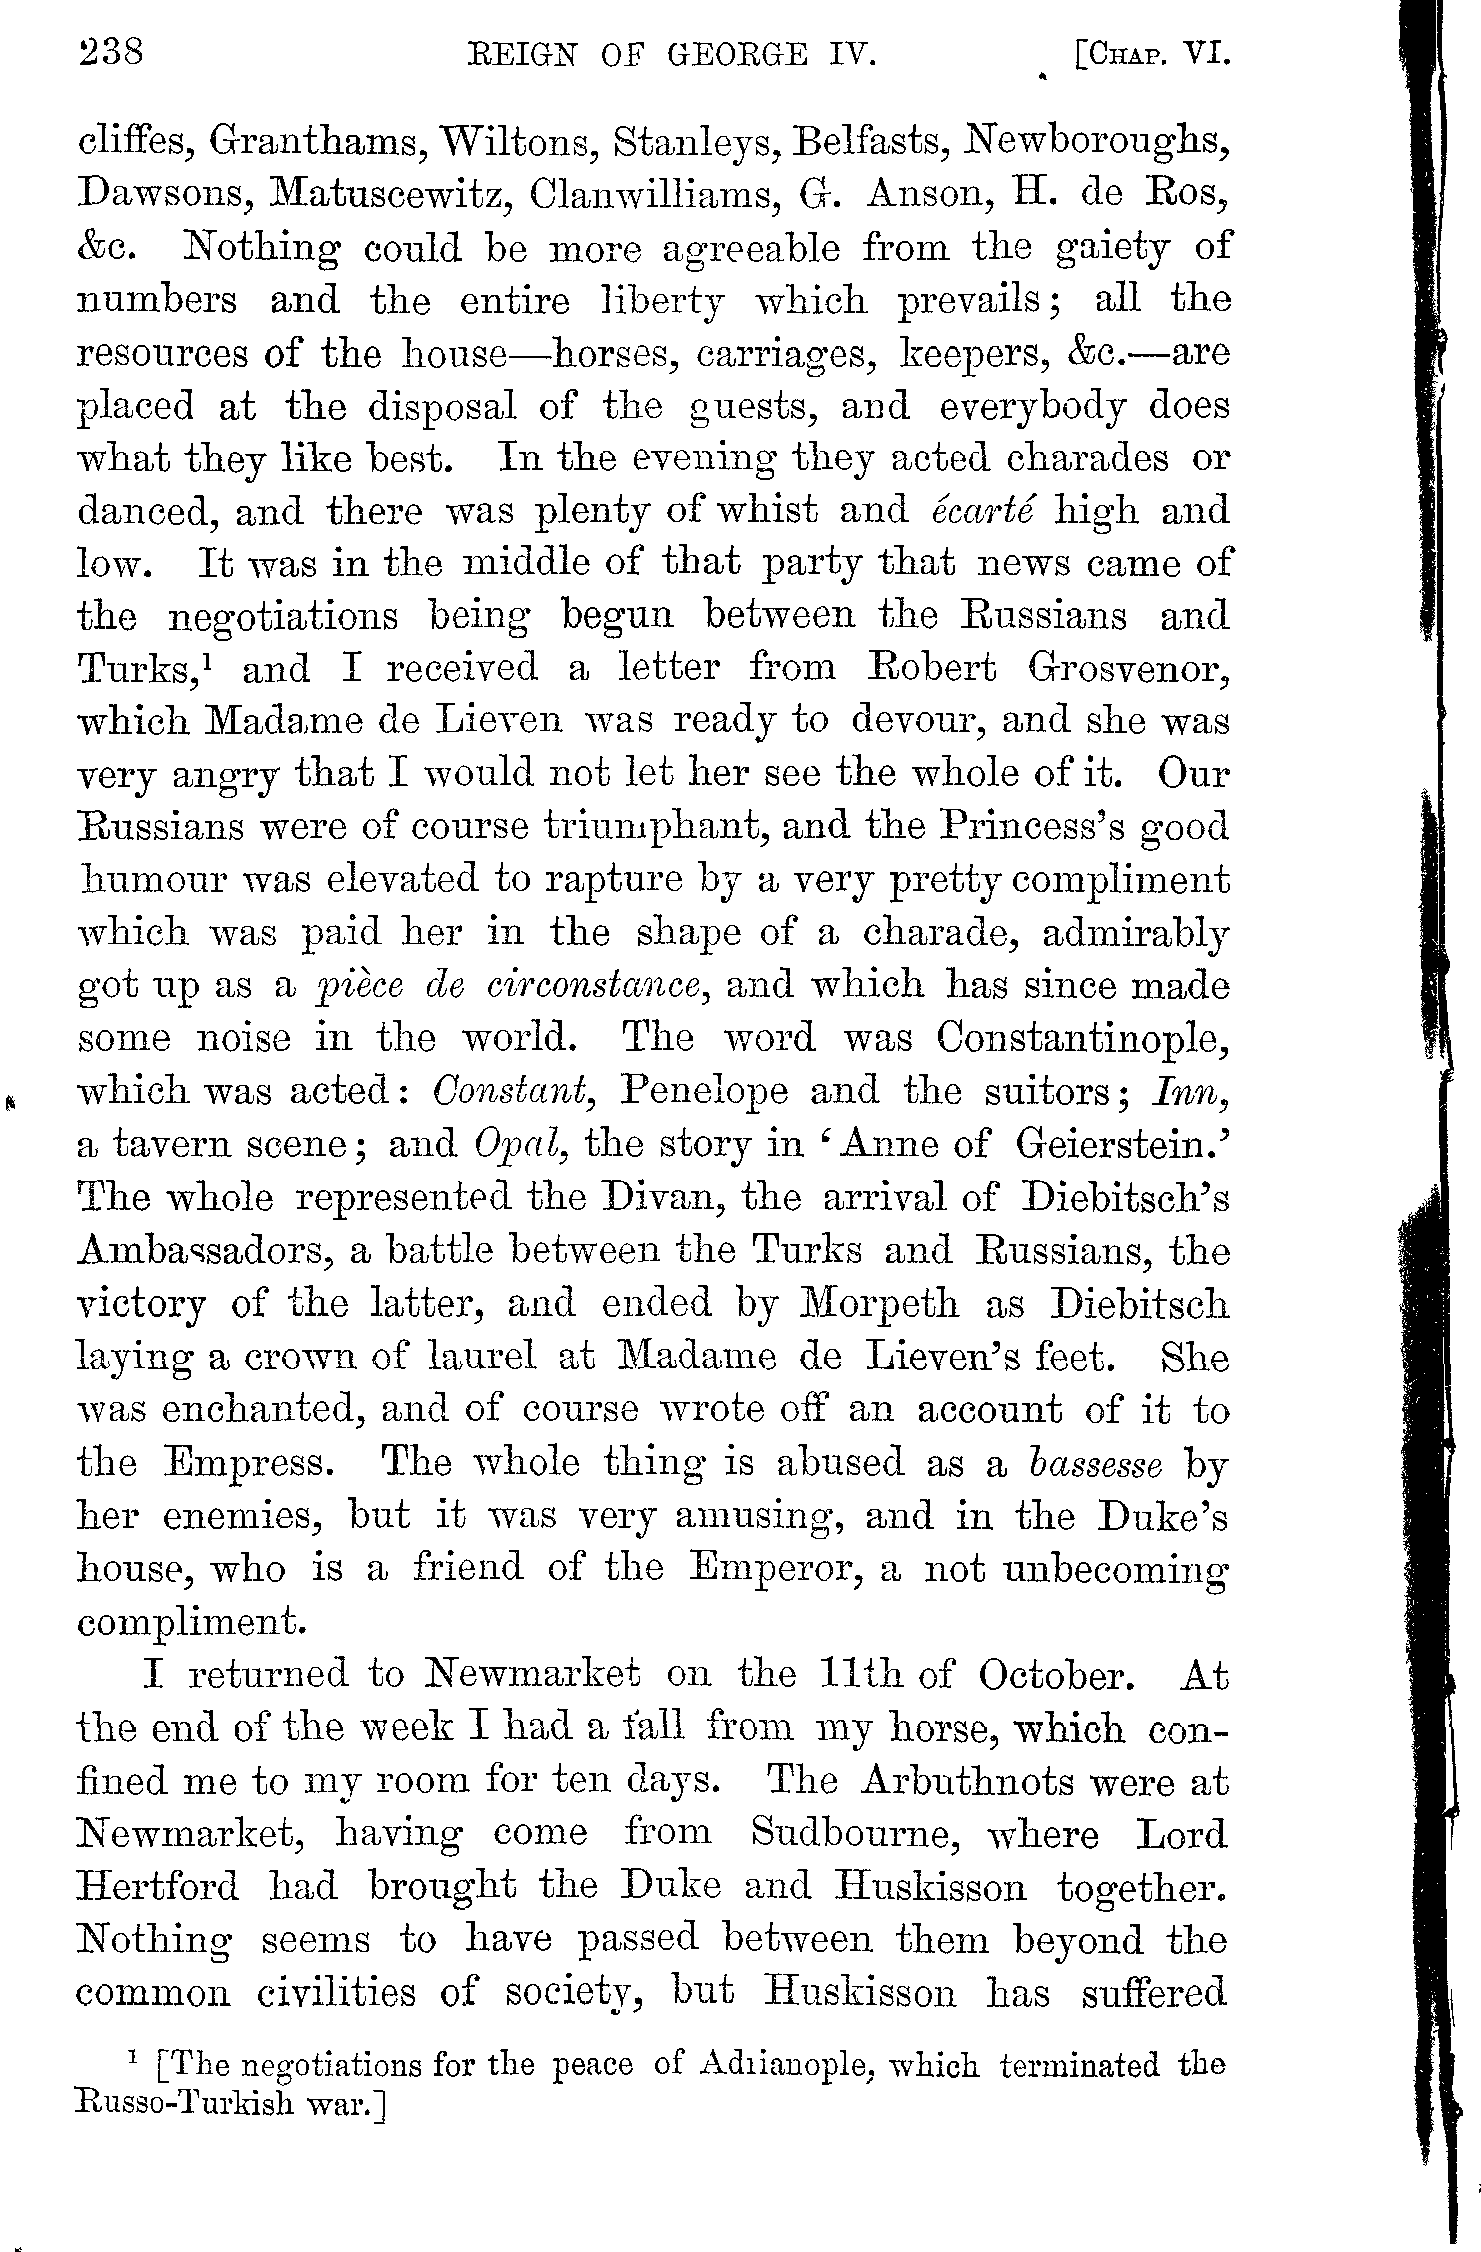 238 REIGN OF GEORGE IV. [CHAP. VI.
cliffes, Granthams, Wiltons, Stanleys, Belfasts, Newboroughs,
Dawsons, Matuscewitz, Clanwilliams, G. Anson, H. de Ros,
&c. Nothing could be more agreeable from the gaiety of
numbers and the entire liberty which prevails; all the
resources of the house—horses, carriages, keepers, &c.—are
placed at the disposal of the guests, and everybody does
what they like best. In the evening they acted charades or
danced, and there was plenty of whist and écarté high and
low. It was in the middle of that party that news came of
the negotiations being begun between the Russians and
Turks,¹ and I received a letter from Robert Grosvenor,
which Madame de Lieven was ready to devour, and she was
very angry that I would not let her see the whole of it. Our
Russians were of course triumphant, and the Princess's good
humour was elevated to rapture by a very pretty compliment
which was paid her in the shape of a charade, admirably
got up as a pièce de circonstance, and which has since made
some noise in the world. The word was Constantinople,
which was acted: Constant, Penelope and the suitors; Inn,
a tavern scene; and Opal, the story in 'Anne of Geierstein.'
The whole represented the Divan, the arrival of Diebitsch's
Ambassadors, a battle between the Turks and Russians, the
victory of the latter, and ended by Morpeth as Diebitsch
laying a crown of laurel at Madame de Lieven's feet. She
was enchanted, and of course wrote off an account of it to
the Empress. The whole thing is abused as a bassesse by
her enemies, but it was very amusing, and in the Duke's
house, who is a friend of the Emperor, a not unbecoming
compliment.
I returned to Newmarket on the 11th of October. At
the end of the week I had a fall from my horse, which con-
fined me to my room for ten days. The Arbuthnots were at
Newmarket, having come from Sudbourne, where Lord
Hertford had brought the Duke and Huskisson together.
Nothing seems to have passed between them beyond the
common civilities of society, but Huskisson has suffered
¹ [The negotiations for the peace of Adrianople, which terminated the
Russo-Turkish war.]